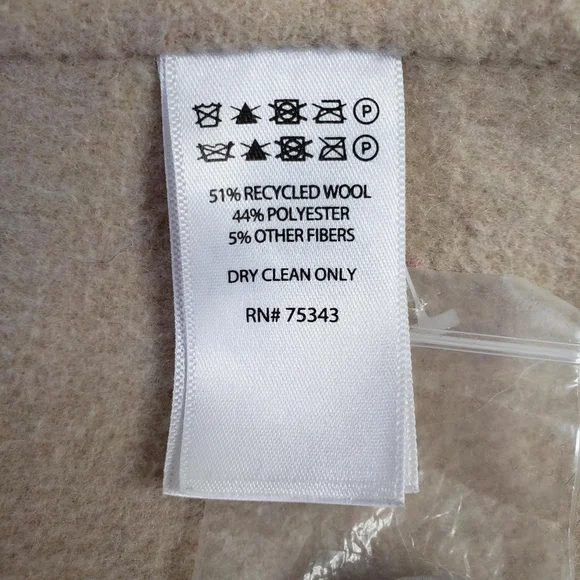 P
P
51% RECYCLED WOOL
44% POLYESTER
5% OTHER FIBERS
DRY CLEAN ONLY
RN# 75343